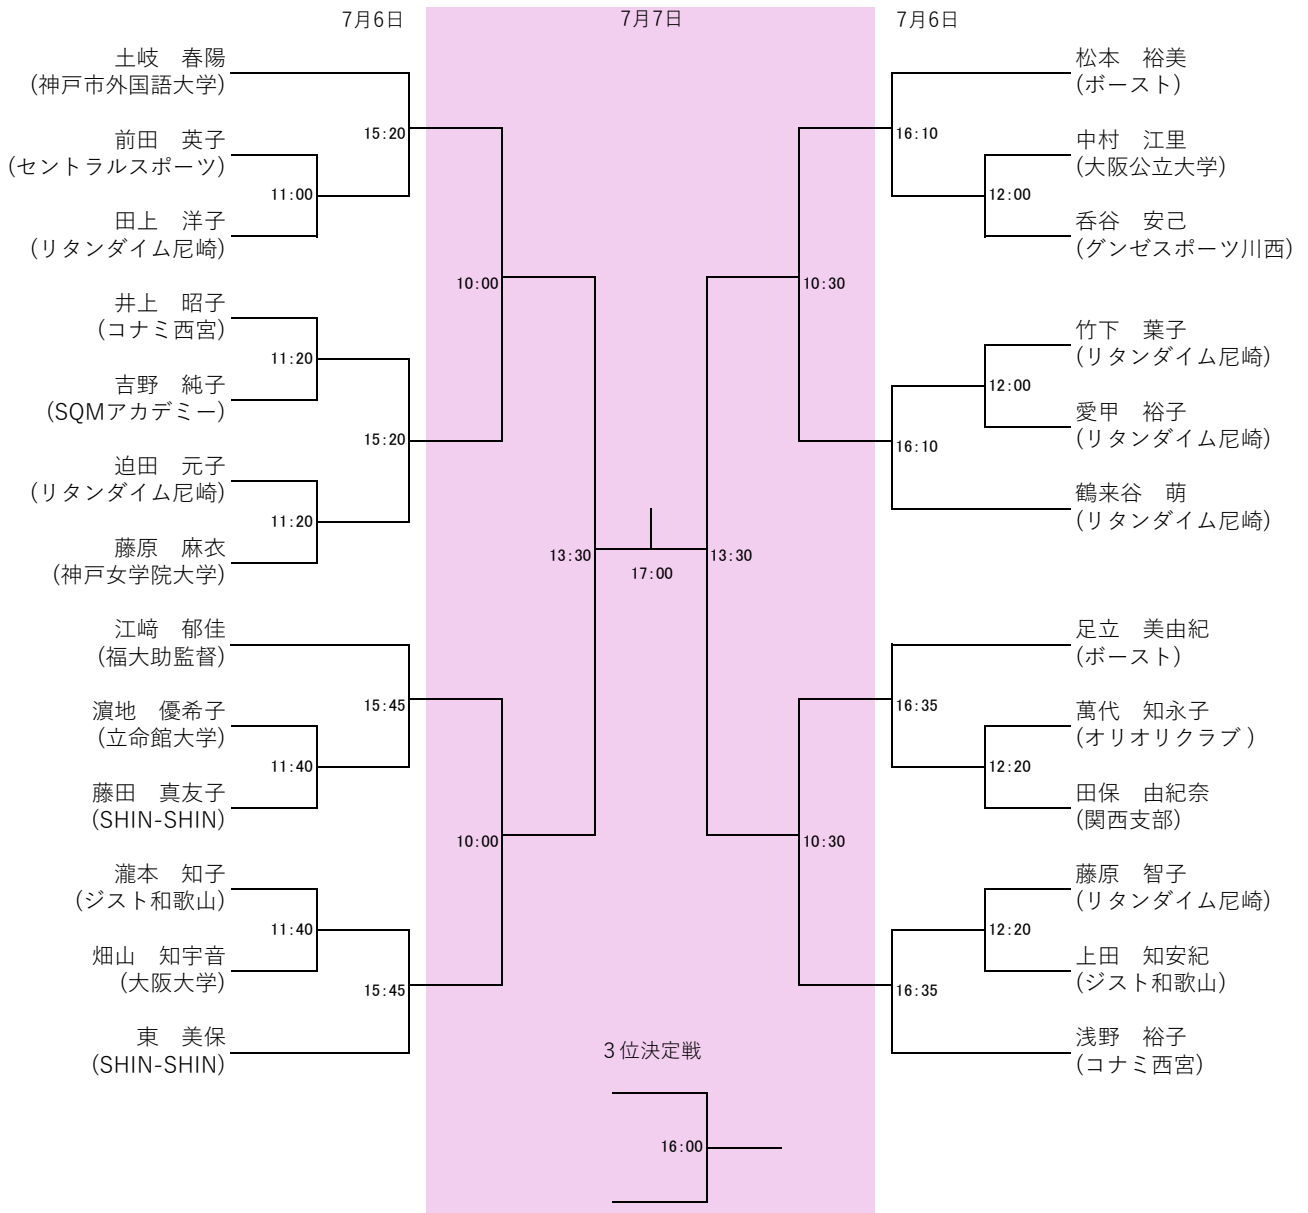 7月6日
7月7日
7月6日
土岐　春陽
(神戸市外国語大学)
前田　英子
(セントラルスポーツ)
田上　洋子
(リタンダイム尼崎)
井上　昭子
(コナミ西宮)
吉野　純子
(SQMアカデミー)
迫田　元子
(リタンダイム尼崎)
藤原　麻衣
(神戸女学院大学)
江﨑　郁佳
(福大助監督)
濵地　優希子
(立命館大学)
藤田　真友子
(SHIN-SHIN)
瀧本　知子
(ジスト和歌山)
畑山　知宇音
(大阪大学)
東　美保
(SHIN-SHIN)
15:20
11:00
11:20
15:20
11:20
15:45
11:40
11:40
15:45
10:00
10:00
13:30
17:00
13:30
10:30
10:30
３位決定戦
16:00
16:10
12:00
12:00
16:10
16:35
12:20
12:20
16:35
松本　裕美
(ボースト)
中村　江里
(大阪公立大学)
呑谷　安己
(グンゼスポーツ川西)
竹下　葉子
(リタンダイム尼崎)
愛甲　裕子
(リタンダイム尼崎)
鶴来谷　萌
(リタンダイム尼崎)
足立　美由紀
(ボースト)
萬代　知永子
(オリオリクラブ )
田保　由紀奈
(関西支部)
藤原　智子
(リタンダイム尼崎)
上田　知安紀
(ジスト和歌山)
浅野　裕子
(コナミ西宮)